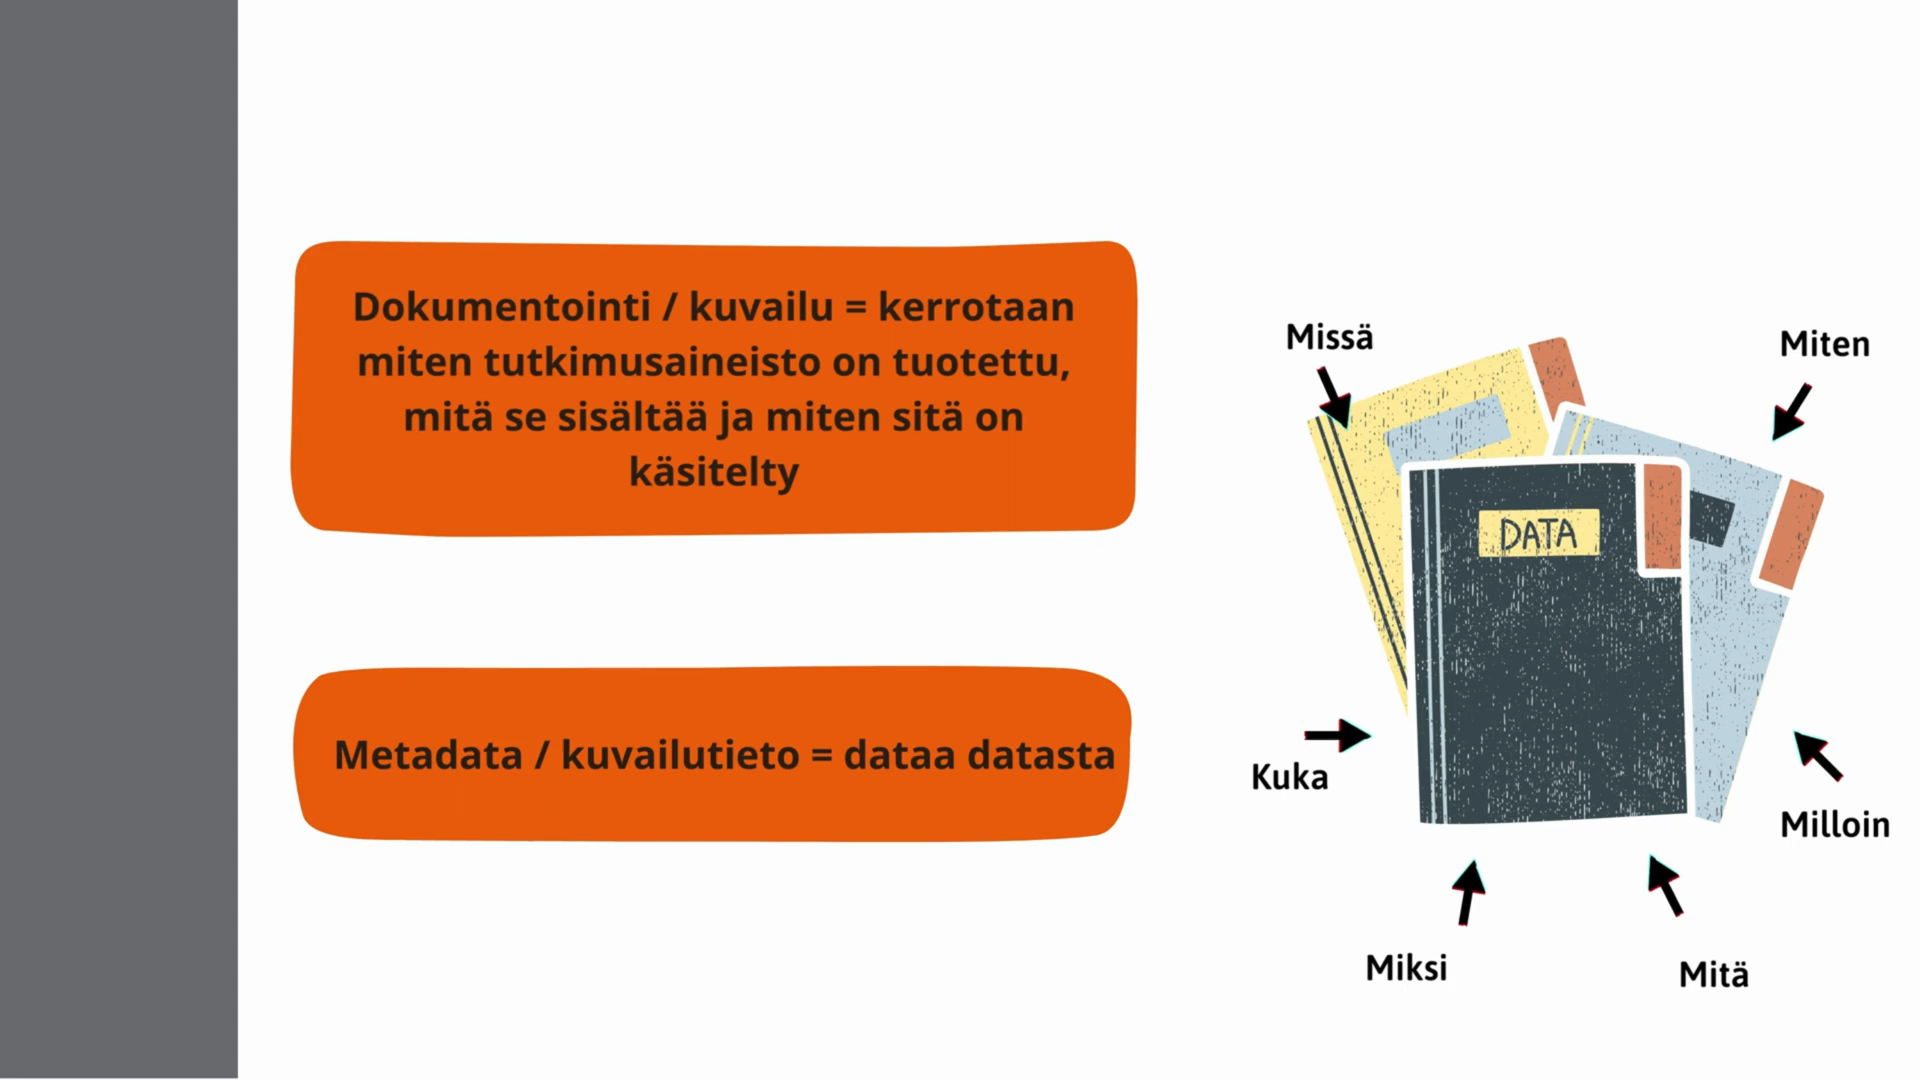 Dokumentointi / kuvailu = kerrotaan
miten tutkimusaineisto on tuotettu,
mitä se sisältää ja miten sitä on
käsitelty
Metadata / kuvailutieto = dataa datasta
Missä
Miten
DATA
Kuka
Milloin
Miksi
Mitä